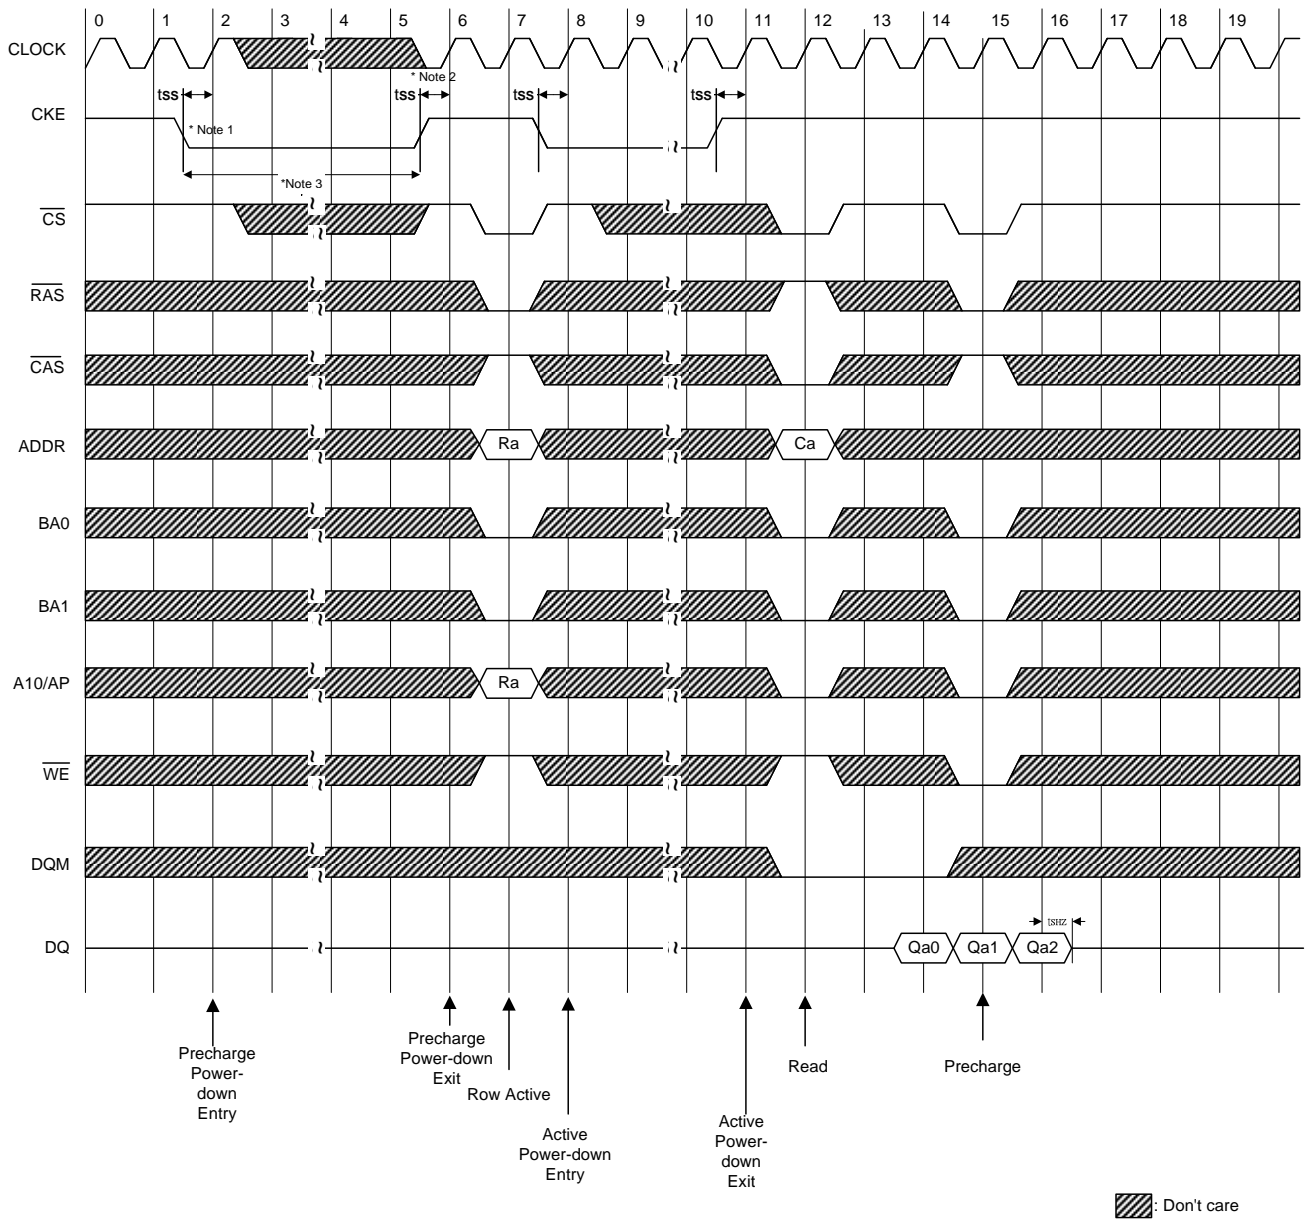 0 1 2 3 4 5 6 7 8 9 10 11 12 13 14 15 16 17 18 19
CLOCK
* Note 2
tss tss tss tss
CKE
* Note 1
*Note 3
CS
RAS
CAS
ADDR Ra Ca
BA0
BA1
A10/AP Ra
WE
DQM
tSHZ
DQ Qa0 Qa1 Qa2
Precharge
Power-
down
Entry
Precharge
Power-down
Exit
Row Active
Active
Power-down
Entry
Active
Power-
down
Exit
Read
Precharge
: Don't care